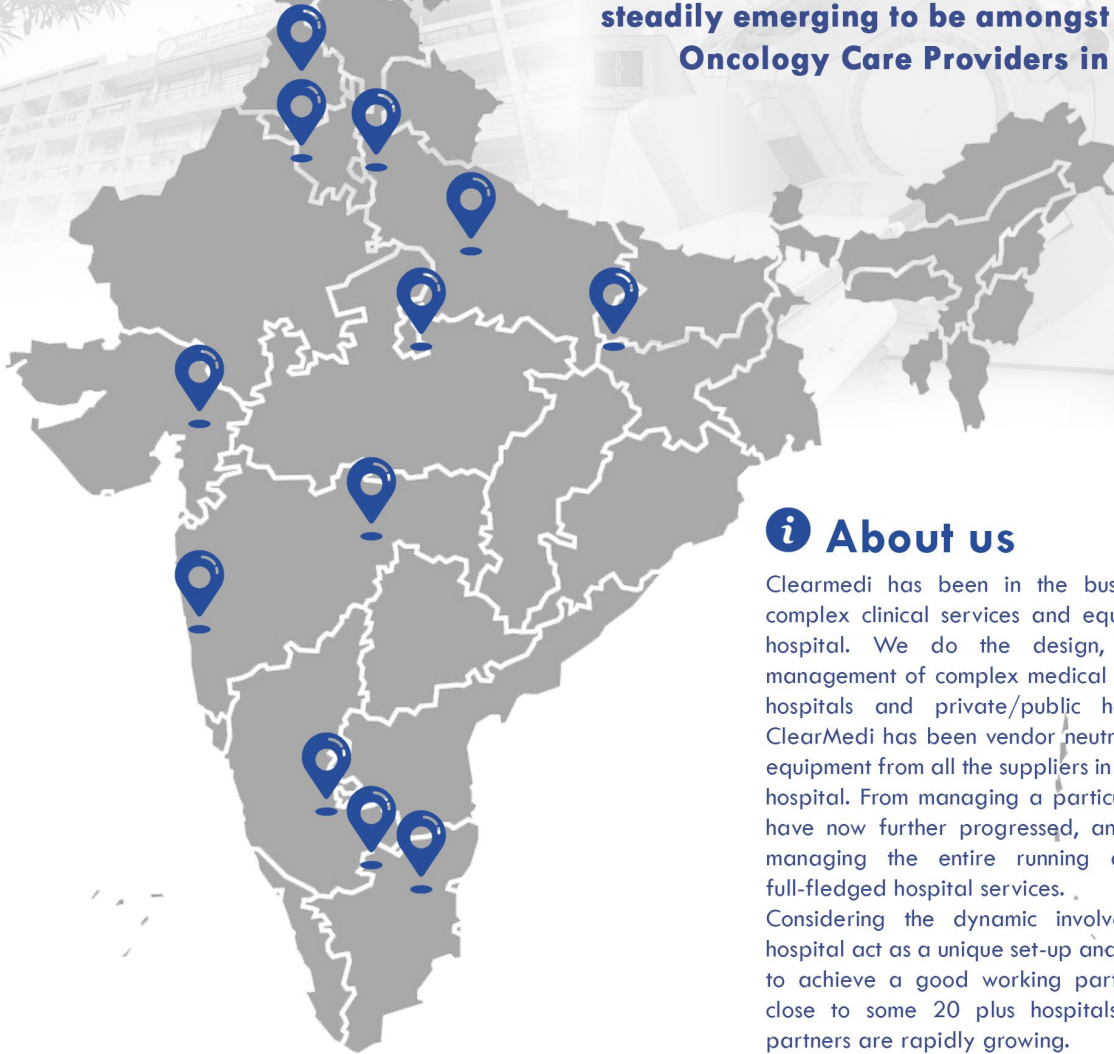 steadily emerging to be amongst
Oncology Care Providers in
i About us
Clearmedi has been in the bus
complex clinical services and equ
hospital. We do the design,
management of complex medical
hospitals and private/public h
ClearMedi has been vendor neutr
equipment from all the suppliers in
hospital. From managing a particu
have now further progressed, an
managing the entire running
full-fledged hospital services.
Considering the dynamic involv
hospital act as a unique set-up and
to achieve a good working part
close to some 20 plus hospitals
partners are rapidly growing.